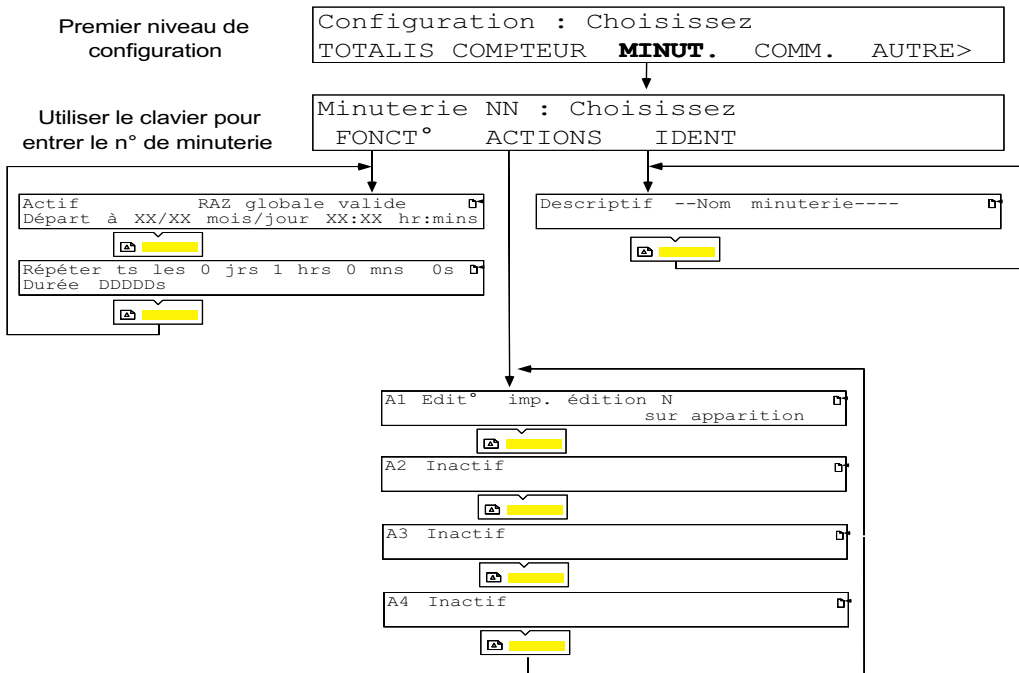 Premier niveau de
configuration
Configuration : Choisissez
TOTALIS COMPTEUR MINUT. COMM. AUTRE>
Utiliser le clavier pour
entrer le n° de minuterie
Minuterie NN : Choisissez
FONCT° ACTIONS IDENT
Actif RAZ globale valide
Départ à XX/XX mois/jour XX:XX hr:mins
Répéter ts les 0 jrs 1 hrs 0 mns 0s
Durée DDDDDs
Descriptif --Nom minuterie----
A1 Edit° imp. édition N
sur apparition
A2 Inactif
A3 Inactif
A4 Inactif